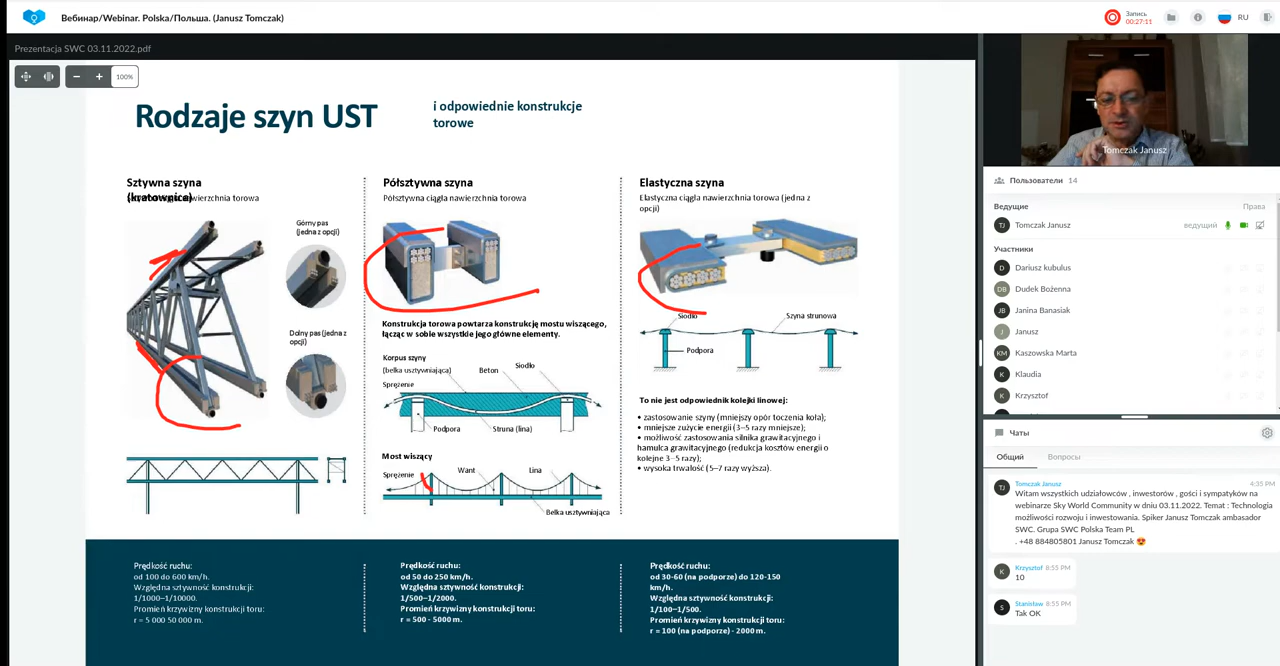 Вебинар/Webinar. Polska/Польша. (Janusz Tomczak)
Запись
00:27:11
RU
Prezentacja SWC 03.11.2022.pdf
100%
Rodzaje szyn UST
i odpowiednie konstrukcje
torowe
Sztywna szyna
(kratownica)
nawierzchnia torowa
Górny pas
(jedna z opcji)
Dolny pas (jedna z
opcji)
Półsztywna szyna
Półsztywna ciągła nawierzchnia torowa
Konstrukcja torowa powtarza konstrukcję mostu wiszącego,
łącząc w sobie wszystkie jego główne elementy.
Korpus szyny
(belka usztywniająca)
Beton
Siodło
Sprężenie
Podpora
Struna (lina)
Most wiszący
Sprężenie
Want
Lina
Belka usztywniająca
Elastyczna szyna
Elastyczna ciągła nawierzchnia torowa (jedna z
opcji)
Siodło
Szyna strunowa
Podpora
To nie jest odpowiednik kolejki linowej:
• zastosowanie szyny (mniejszy opór toczenia koła);
• mniejsze zużycie energii (3–5 razy mniejsze);
• możliwość zastosowania silnika grawitacyjnego i
hamulca grawitacyjnego (redukcja kosztów energii o
kolejne 3–5 razy);
• wysoka trwałość (5–7 razy wyższa).
Prędkość ruchu:
od 100 do 600 km/h.
Względna sztywność konstrukcji:
1/1000–1/10000.
Promień krzywizny konstrukcji toru:
r = 5 000 50 000 m.
Prędkość ruchu:
od 50 do 250 km/h.
Względna sztywność konstrukcji:
1/500–1/2000.
Promień krzywizny konstrukcji toru:
r = 500 - 5000 m.
Prędkość ruchu:
od 30-60 (na podporze) do 120-150
km/h.
Względna sztywność konstrukcji:
1/100–1/500.
Promień krzywizny konstrukcji toru:
r = 100 (na podporze) - 2000 m.
Tomczak Janusz
Пользователи 14
Ведущие
Права
TJ
Tomczak Janusz
ведущий
Участники
D
Dariusz kubulus
DB
Dudek Bożenna
JB
Janina Banasiak
J
Janusz
KM
Kaszowska Marta
K
Klaudia
K
Krzysztof
Чаты
Общий
Вопросы
TJ
Tomczak Janusz
4:35 PM
Witam wszystkich udziałowców , inwestorów , gości i sympatyków na
webinarze Sky World Community w dniu 03.11.2022. Temat : Technologia
możliwości rozwoju i inwestowania. Spiker Janusz Tomczak ambasador
SWC. Grupa SWC Polska Team PL
. +48 884805801 Janusz Tomczak 😍
K
Krzysztof 8:55 PM
10
S
Stanisław 8:55 PM
Tak OK